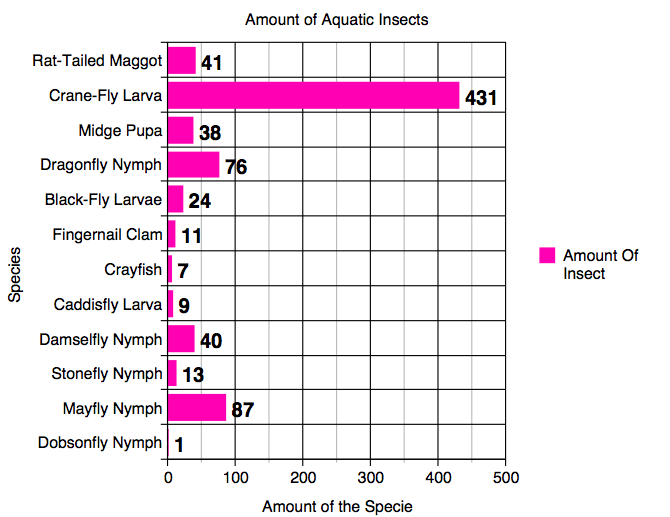 Amount of Aquatic Insects
Rat-Tailed Maggot 41
Crane-Fly Larva 431
Midge Pupa 38
Dragonfly Nymph 76
Black-Fly Larvae 24
Fingernail Clam 11
Crayfish 7
Caddisfly Larva 9
Damselfly Nymph 40
Stonefly Nymph 13
Mayfly Nymph 87
Dobsonfly Nymph 1
Species
0 100 200 300 400 500
Amount of the Specie
Amount Of
Insect